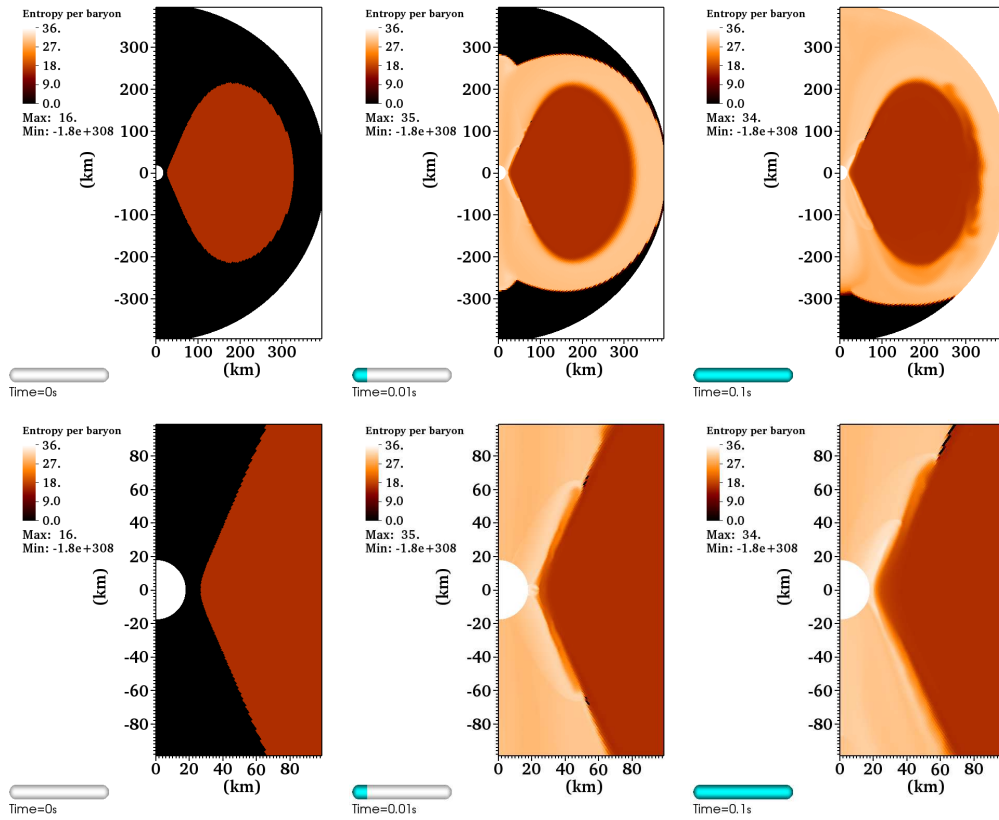 Entropy per baryon
36.
27.
18.
9.0
0.0
Max: 16.
Min: -1.8e+308
300
200
100
0
-100
-200
-300
(km)
0 100 200 300
(km)
Time=0s
Entropy per baryon
36.
27.
18.
9.0
0.0
Max: 35.
Min: -1.8e+308
300
200
100
0
-100
-200
-300
(km)
0 100 200 300
(km)
Time=0.01s
Entropy per baryon
36.
27.
18.
9.0
0.0
Max: 34.
Min: -1.8e+308
300
200
100
0
-100
-200
-300
(km)
0 100 200 300
(km)
Time=0.1s
Entropy per baryon
36.
27.
18.
9.0
0.0
Max: 16.
Min: -1.8e+308
80
60
40
20
0
-20
-40
-60
-80
(km)
0 20 40 60 80
(km)
Time=0s
Entropy per baryon
36.
27.
18.
9.0
0.0
Max: 35.
Min: -1.8e+308
80
60
40
20
0
-20
-40
-60
-80
(km)
0 20 40 60 80
(km)
Time=0.01s
Entropy per baryon
36.
27.
18.
9.0
0.0
Max: 34.
Min: -1.8e+308
80
60
40
20
0
-20
-40
-60
-80
(km)
0 20 40 60 80
(km)
Time=0.1s